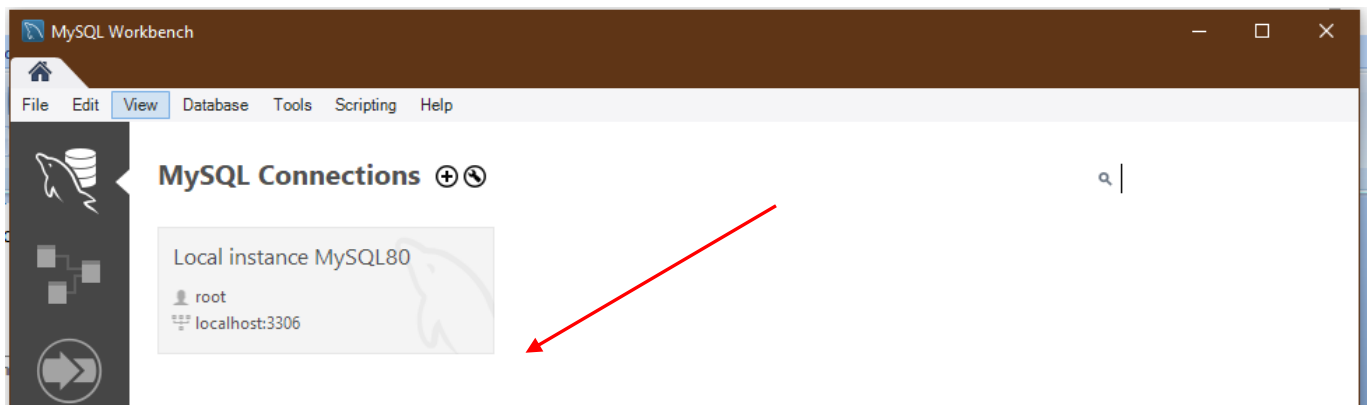 MySQL Workbench
File Edit View Database Tools Scripting Help
MySQL Connections
Local instance MySQL80
root
localhost:3306